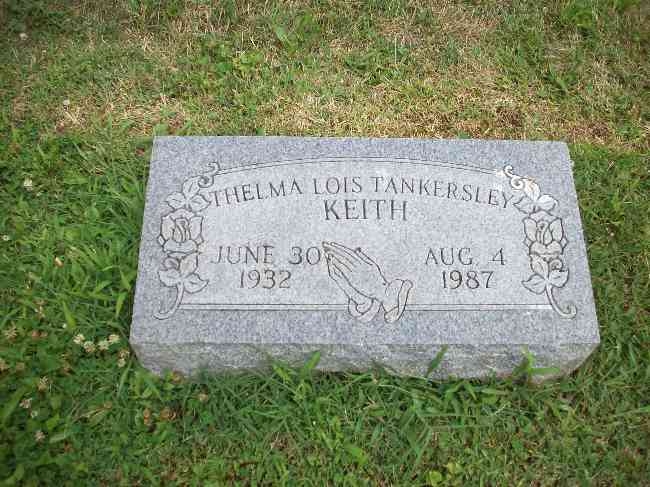 THELMA LOIS TANKERSLEY
KEITH
JUNE 30 AUG. 4
1932 1987